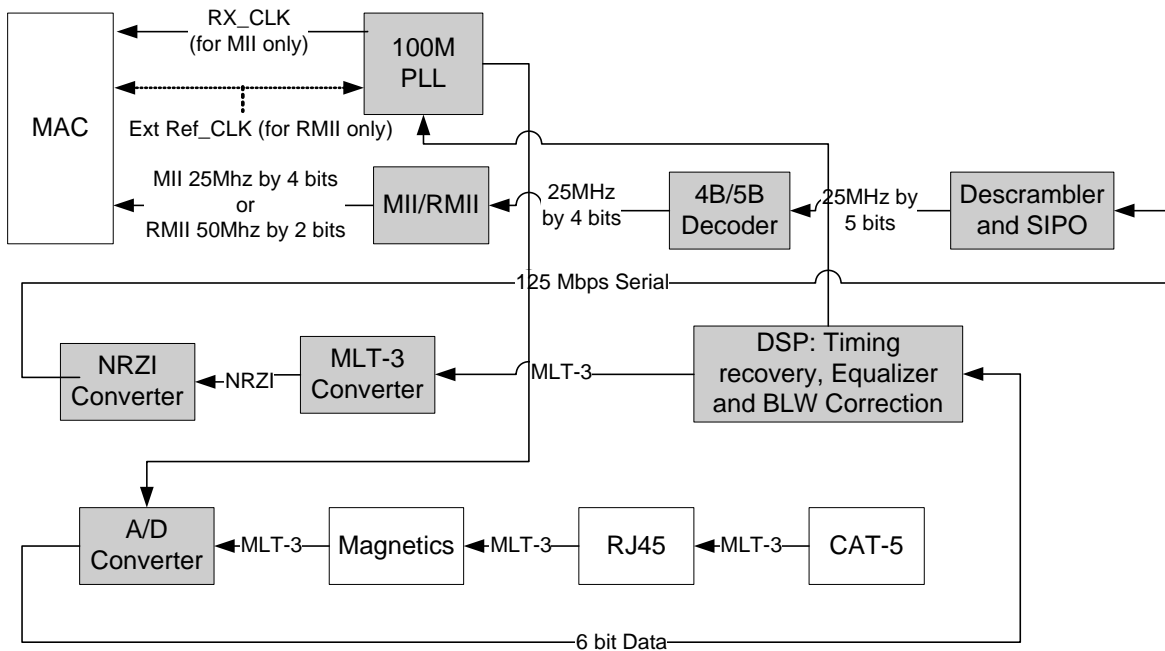 RX_CLK
(for MII only)
100M
PLL
MAC
Ext Ref_CLK (for RMII only)
MII 25Mhz by 4 bits
or
RMII 50Mhz by 2 bits
MII/RMII
25MHz
by 4 bits
4B/5B
Decoder
25MHz by
5 bits
Descrambler
and SIPO
125 Mbps Serial
NRZI
Converter
NRZI
MLT-3
Converter
MLT-3
DSP: Timing
recovery, Equalizer
and BLW Correction
A/D
Converter
MLT-3
Magnetics
MLT-3
RJ45
MLT-3
CAT-5
6 bit Data